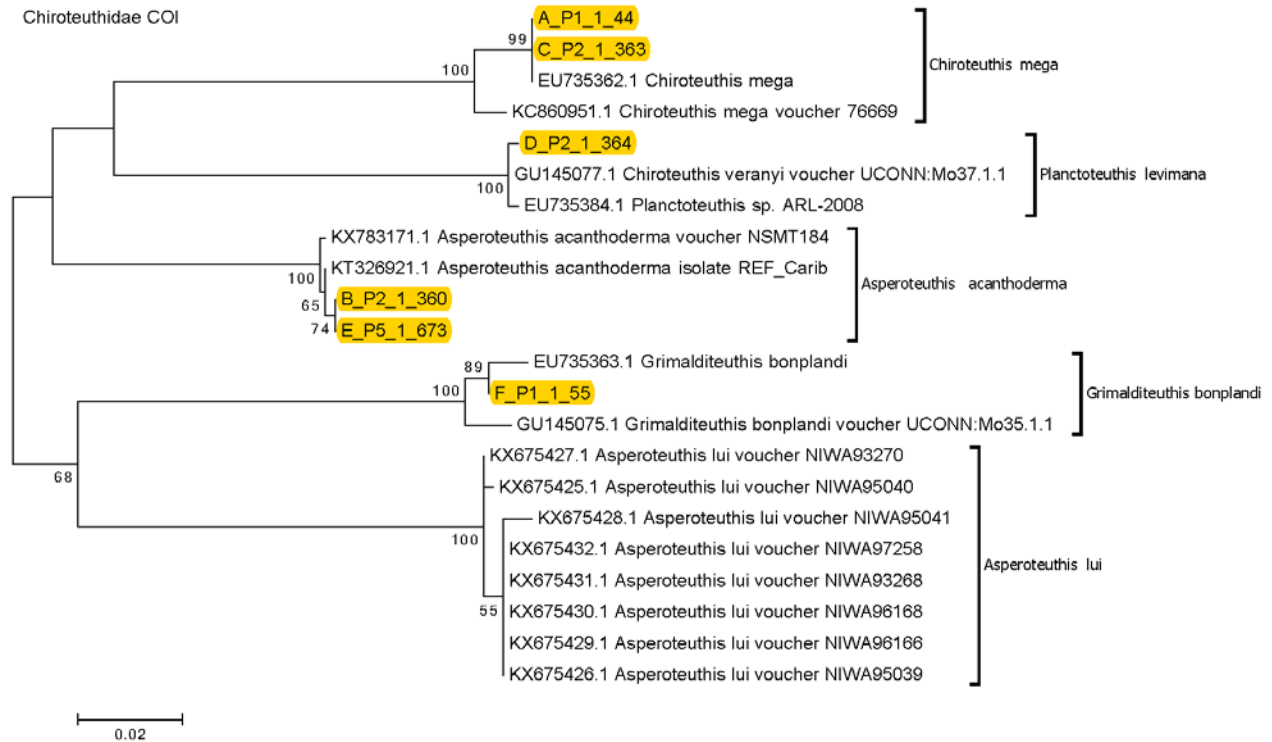 Chiroteuthidae COI
A_P1_1_44
99
C_P2_1_363
Chiroteuthis mega
100
EU735362.1 Chiroteuthis mega
KC860951.1 Chiroteuthis mega voucher 76669
D_P2_1_364
GU145077.1 Chiroteuthis veranyi voucher UCONN:Mo37.1.1
Planctoteuthis levimana
100
EU735384.1 Planctoteuthis sp. ARL-2008
KX783171.1 Asperoteuthis acanthoderma voucher NSMT184
KT326921.1 Asperoteuthis acanthoderma isolate REF_Carib
100
Asperoteuthis acanthoderma
65
B_P2_1_360
74
E_P5_1_673
EU735363.1 Grimalditeuthis bonplandi
89
100
F_P1_1_55
Grimalditeuthis bonplandi
GU145075.1 Grimalditeuthis bonplandi voucher UCONN:Mo35.1.1
KX675427.1 Asperoteuthis lui voucher NIWA93270
68
KX675425.1 Asperoteuthis lui voucher NIWA95040
KX675428.1 Asperoteuthis lui voucher NIWA95041
100
KX675432.1 Asperoteuthis lui voucher NIWA97258
Asperoteuthis lui
KX675431.1 Asperoteuthis lui voucher NIWA93268
55
KX675430.1 Asperoteuthis lui voucher NIWA96168
KX675429.1 Asperoteuthis lui voucher NIWA96166
KX675426.1 Asperoteuthis lui voucher NIWA95039
0.02